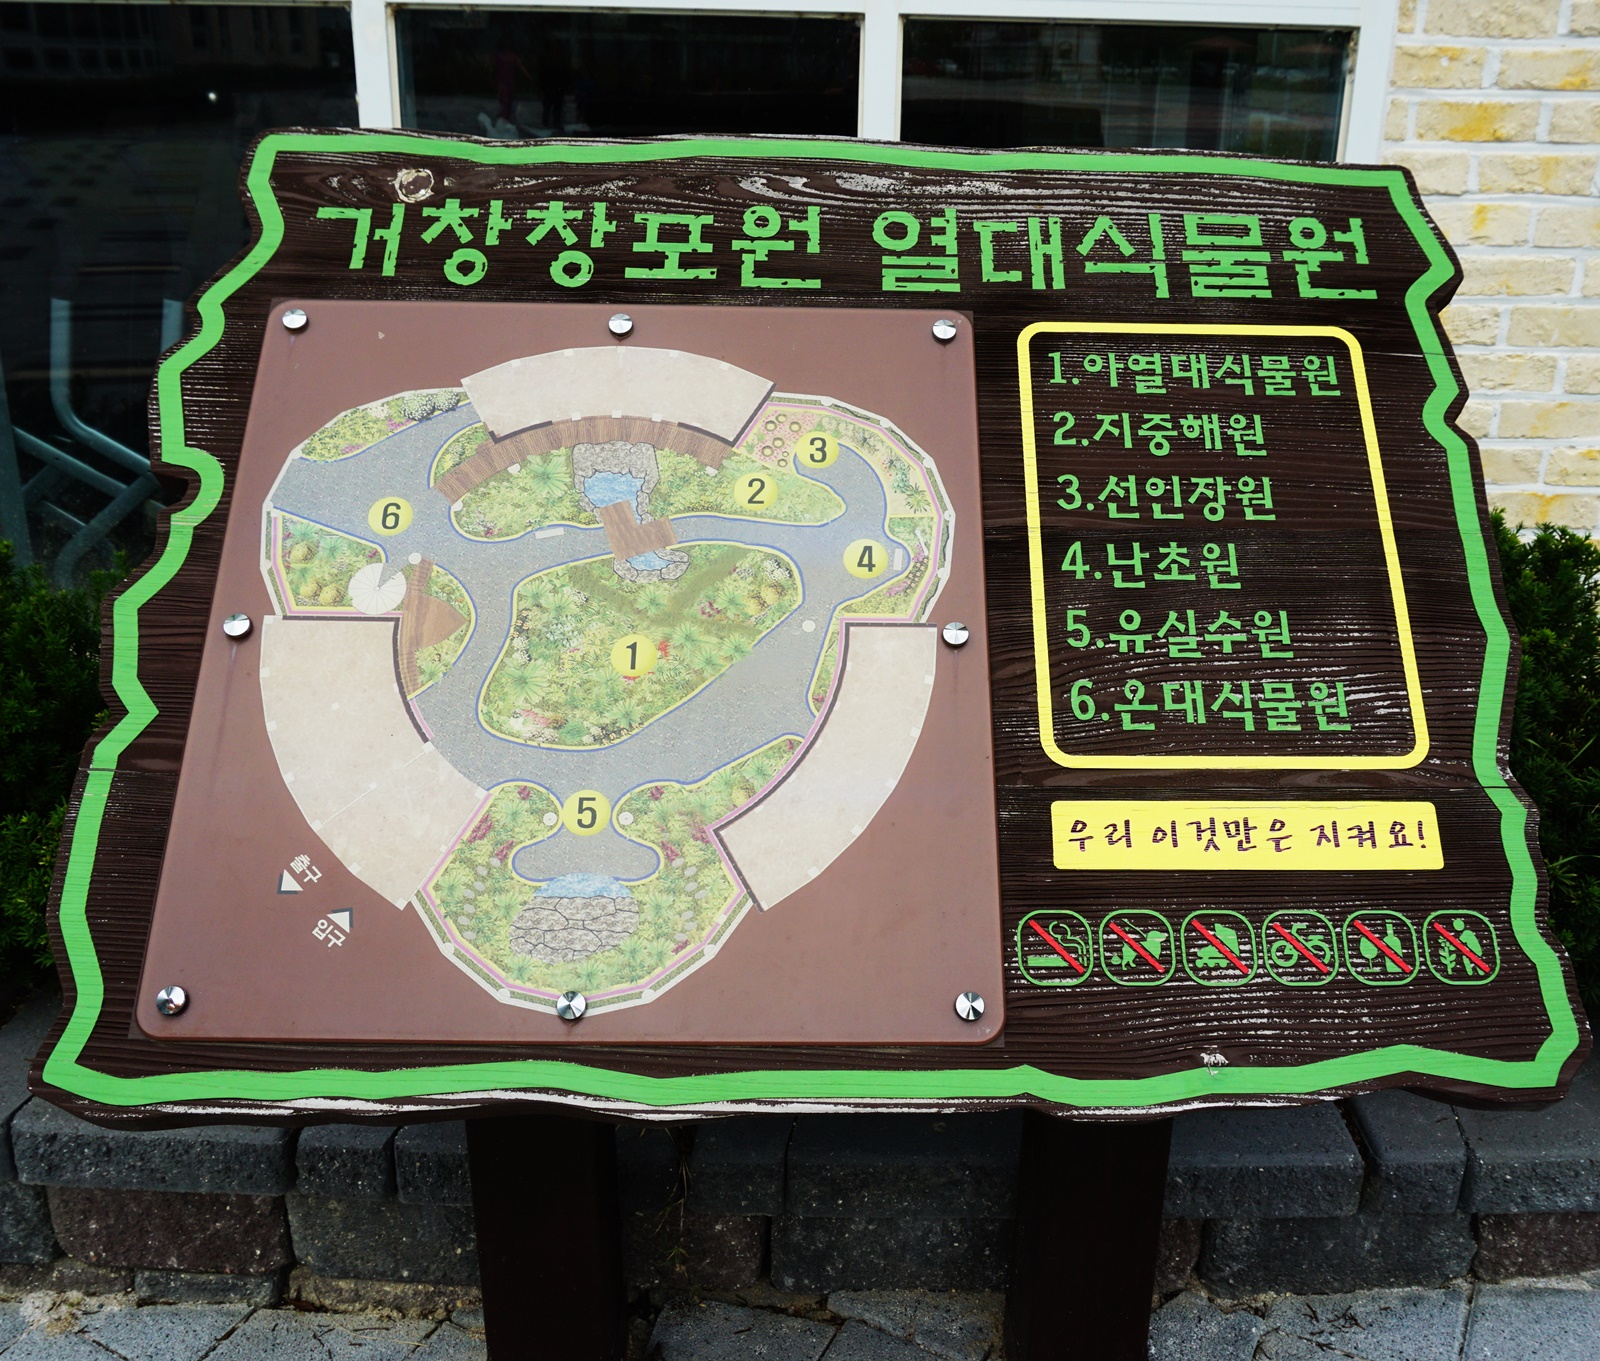 거창창포원 열대식물원
1.아열대식물원
2.지중해원
3.선인장원
4.난초원
5.유실수원
6.온대식물원
우리 이것만은 지켜요!
3
2
6
4
1
5
출구
입구